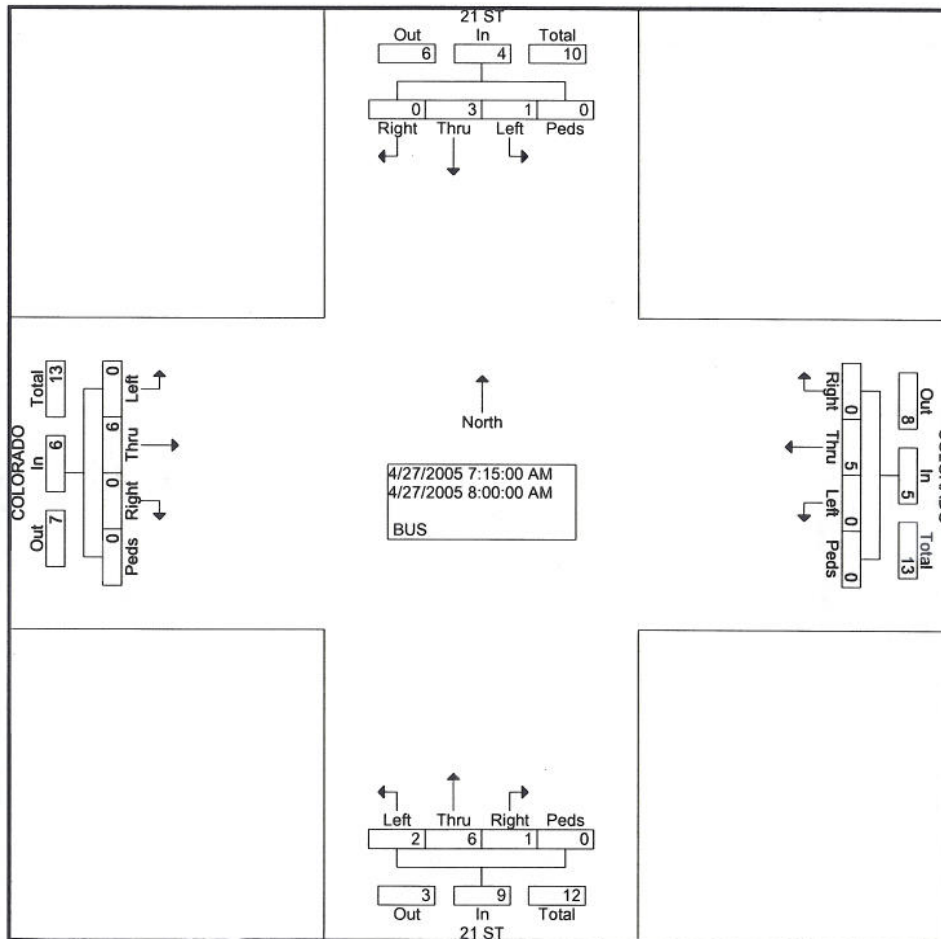 21 ST
Out In Total
6 4 10
0 3 1 0
Right Thru Left Peds
North
4/27/2005 7:15:00 AM
4/27/2005 8:00:00 AM
BUS
COLORADO
Total In Out
13 6 7
0 6 0 0
Left Thru Right Peds
Right Thru Left Peds
0 5 0 0
8 5 13
Out In Total
Left Thru Right Peds
2 6 1 0
3 9 12
Out In Total
21 ST